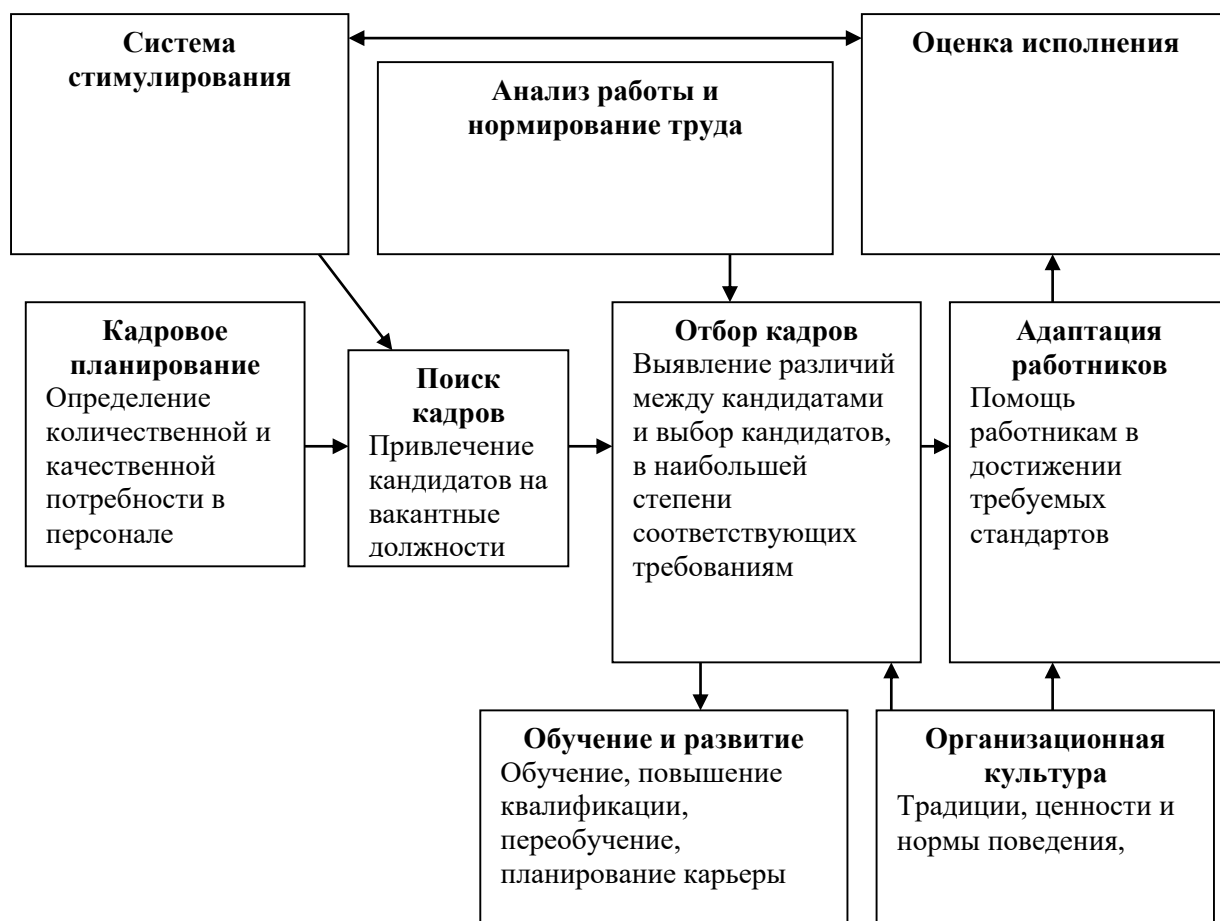 Система
стимулирования
Оценка исполнения
Анализ работы и
нормирование труда
Кадровое
планирование
Определение
количественной и
качественной
потребности в
персонале
Поиск
кадров
Привлечение
кандидатов на
вакантные
должности
Отбор кадров
Выявление различий
между кандидатами
и выбор кандидатов,
в наибольшей
степени
соответствующих
требованиям
Адаптация
работников
Помощь
работникам в
достижении
требуемых
стандартов
Обучение и развитие
Обучение, повышение
квалификации,
переобучение,
планирование карьеры
Организационная
культура
Традиции, ценности и
нормы поведения,